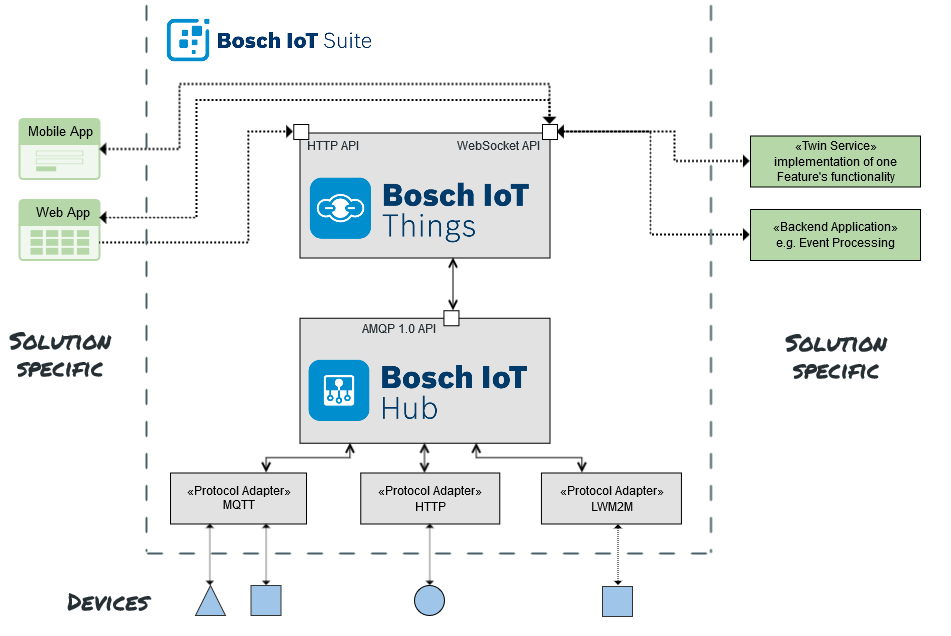 Bosch IoT Suite
Mobile App
Web App
HTTP API
WebSocket API
Bosch IoT
Things
«Twin Service»
implementation of one
Feature's functionality
«Backend Application»
e.g. Event Processing
AMQP 1.0 API
Bosch IoT
Hub
SOLUTION
SPECIFIC
SOLUTION
SPECIFIC
«Protocol Adapter»
MQTT
«Protocol Adapter»
HTTP
«Protocol Adapter»
LWM2M
DEVICES